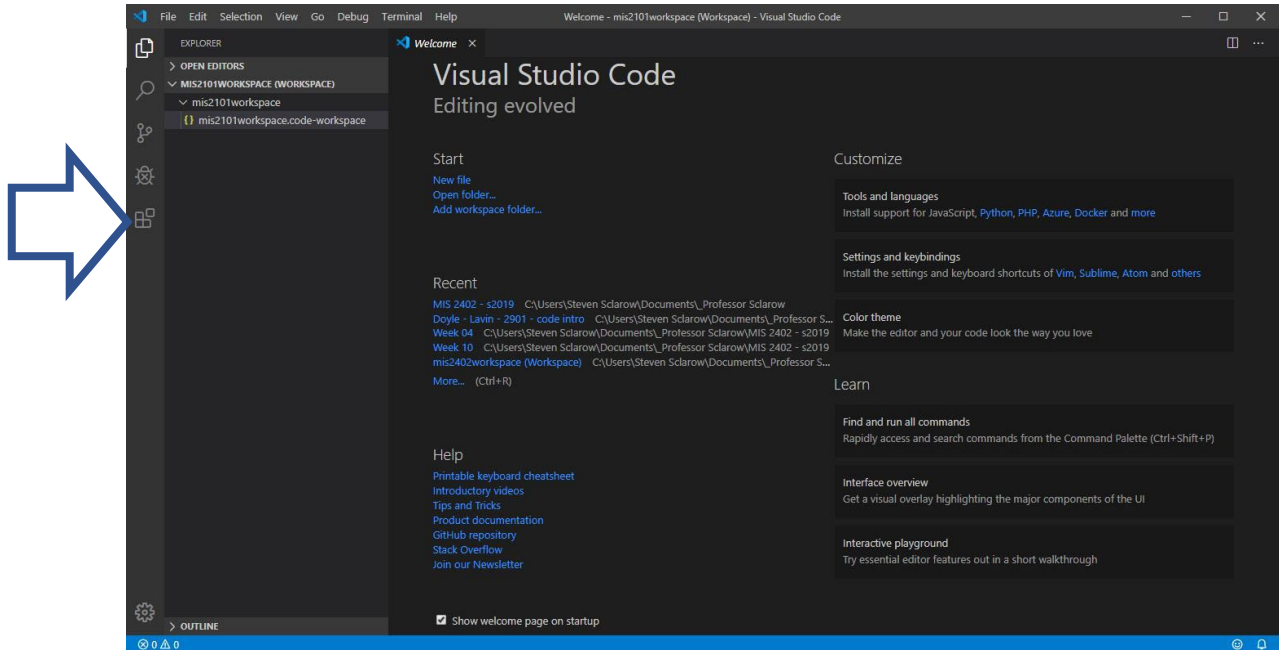 File Edit Selection View Go Debug Terminal Help
Welcome - mis2101workspace (Workspace) - Visual Studio Code
EXPLORER
OPEN EDITORS
MIS2101WORKSPACE (WORKSPACE)
mis2101workspace
{} mis2101workspace.code-workspace
OUTLINE
Welcome
Visual Studio Code
Editing evolved
Start
New file
Open folder...
Add workspace folder...
Recent
MIS 2402 - s2019 C:\Users\Steven Sclarow\Documents\_Professor Sclarow
Doyle - Lavin - 2901 - code intro C:\Users\Steven Sclarow\Documents\_Professor S...
Week 04 C:\Users\Steven Sclarow\Documents\_Professor Sclarow\MIS 2402 - s2019
Week 10 C:\Users\Steven Sclarow\Documents\_Professor Sclarow\MIS 2402 - s2019
mis2402workspace (Workspace) C:\Users\Steven Sclarow\Documents\_Professor S...
More... (Ctrl+R)
Help
Printable keyboard cheatsheet
Introductory videos
Tips and Tricks
Product documentation
GitHub repository
Stack Overflow
Join our Newsletter
Show welcome page on startup
Customize
Tools and languages
Install support for JavaScript, Python, PHP, Azure, Docker and more
Settings and keybindings
Install the settings and keyboard shortcuts of Vim, Sublime, Atom and others
Color theme
Make the editor and your code look the way you love
Learn
Find and run all commands
Rapidly access and search commands from the Command Palette (Ctrl+Shift+P)
Interface overview
Get a visual overlay highlighting the major components of the UI
Interactive playground
Try essential editor features out in a short walkthrough
0 0